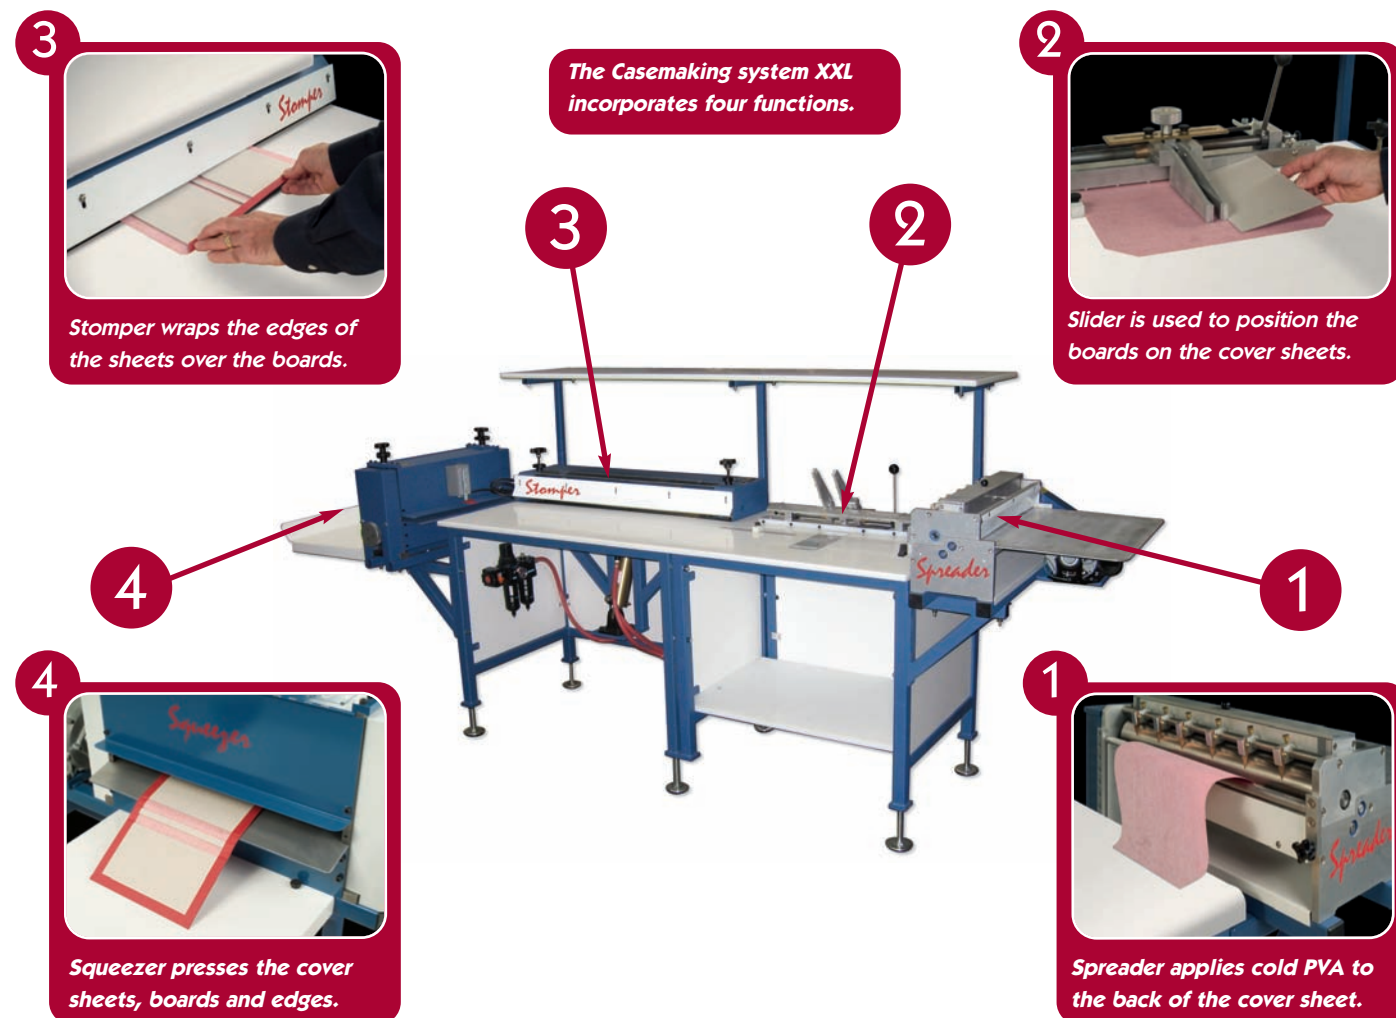 3
Stomper
Stomper wraps the edges of
the sheets over the boards.
The Casemaking system XXL
incorporates four functions.
2
Slider is used to position the
boards on the cover sheets.
3
2
Stomper
Spreader
4
1
4
Squeezer
Squeezer presses the cover
sheets, boards and edges.
1
Spreader
Spreader applies cold PVA to
the back of the cover sheet.